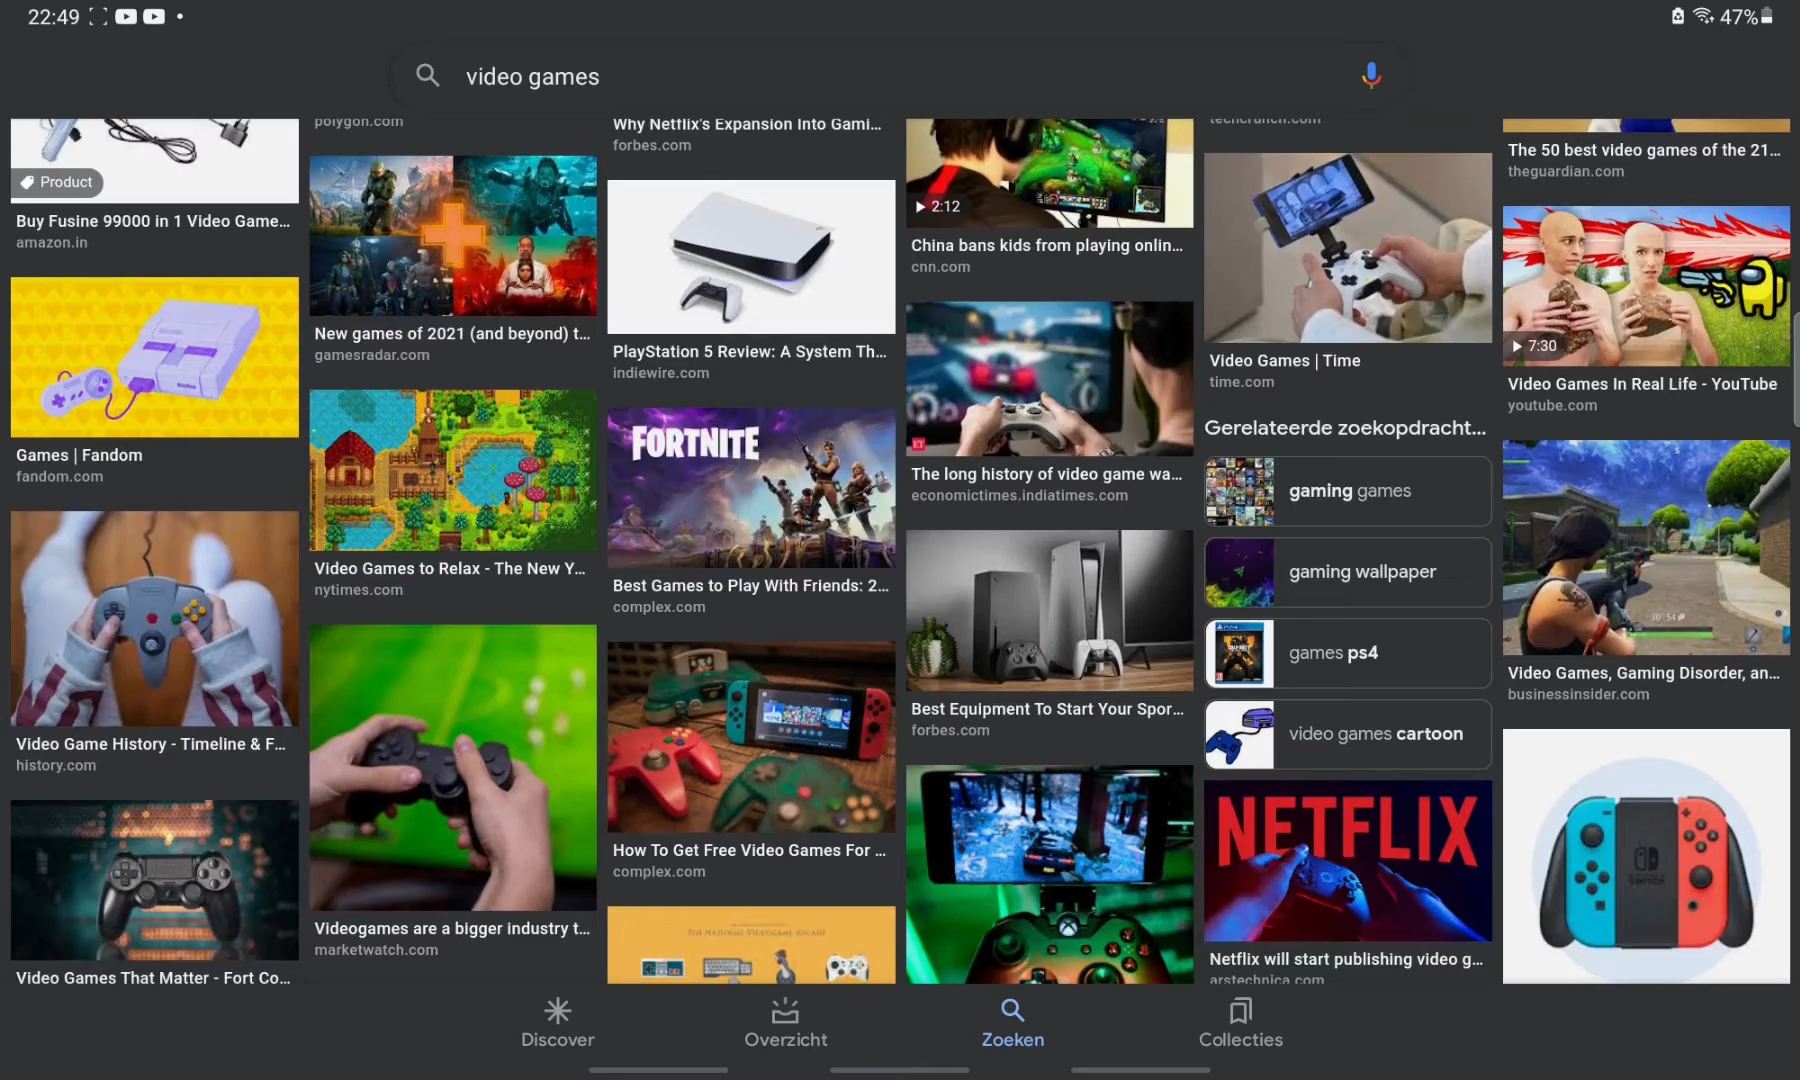 22:49
47%
video games
Product
Buy Fusine 99000 in 1 Video Game...
amazon.in
Games | Fandom
fandom.com
Video Game History - Timeline & F...
history.com
Video Games That Matter - Fort Co...
polygon.com
New games of 2021 (and beyond) t...
gamesradar.com
Video Games to Relax - The New Y...
nytimes.com
Videogames are a bigger industry t...
marketwatch.com
Why Netflix's Expansion Into Gami...
forbes.com
PlayStation 5 Review: A System Th...
indiewire.com
FORTNITE
Best Games to Play With Friends: 2...
complex.com
How To Get Free Video Games For ...
complex.com
THE NATIONAL VIDEOGAME ARCADE
2:12
China bans kids from playing onlin...
cnn.com
ET
The long history of video game wa...
economictimes.indiatimes.com
Best Equipment To Start Your Spor...
forbes.com
techcrunch.com
Video Games | Time
time.com
Gerelateerde zoekopdracht...
gaming games
gaming wallpaper
games ps4
video games cartoon
NETFLIX
Netflix will start publishing video g...
arstechnica.com
The 50 best video games of the 21...
theguardian.com
7:30
Video Games In Real Life - YouTube
youtube.com
Video Games, Gaming Disorder, an...
businessinsider.com
Discover
Overzicht
Zoeken
Collecties